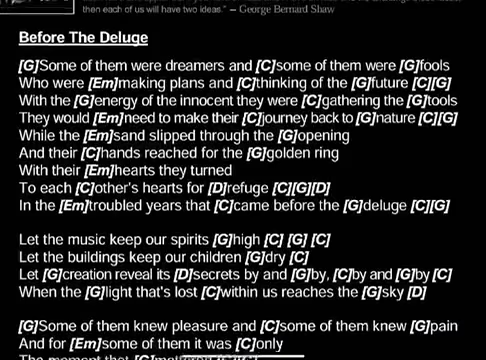 then each of us will have two ideas." – George Bernard Shaw
Before The Deluge
[G]Some of them were dreamers and [C]some of them were [G]fools
Who were [Em]making plans and [C]thinking of the [G]future [C][G]
With the [G]energy of the innocent they were [C]gathering the [G]tools
They would [Em]need to make their [C]journey back to [G]nature [C][G]
While the [Em]sand slipped through the [G]opening
And their [C]hands reached for the [G]golden ring
With their [Em]hearts they turned
To each [C]other's hearts for [D]refuge [C][G][D]
In the [Em]troubled years that [C]came before the [G]deluge [C][G]
Let the music keep our spirits [G]high [C] [G] [C]
Let the buildings keep our children [G]dry [C]
Let [G]creation reveal its [D]secrets by and [G]by, [C]by and [G]by [C]
When the [G]light that's lost [C]within us reaches the [G]sky [D]
[G]Some of them knew pleasure and [C]some of them knew [G]pain
And for [Em]some of them it was [C]only
The moment that